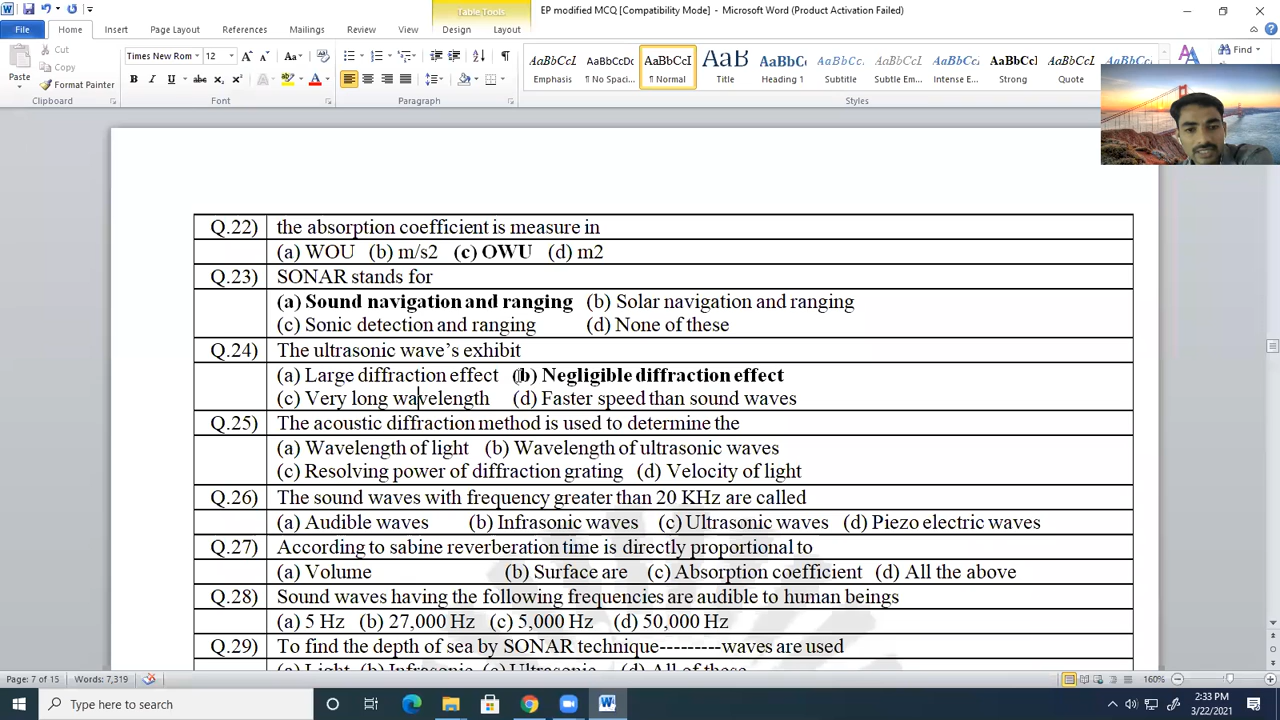 Table Tools
EP modified MCQ [Compatibility Mode] - Microsoft Word (Product Activation Failed)
File Home Insert Page Layout References Mailings Review View Design Layout
Cut
Copy
Format Painter
Paste
Clipboard
Times New Rom 12
Font
Paragraph
AaBbCcI AaBbCcDc AaBbCcI AaB AaBbC AaBbCc AaBbCcI AaBbCcI AaBbCc AaBbCcI AaBbCcI
Emphasis ¶ No Spaci... ¶ Normal Title Heading 1 Subtitle Subtle Em... Intense E... Strong Quote
Styles
Find
Q.22) the absorption coefficient is measure in
(a) WOU (b) m/s2 (c) OWU (d) m2
Q.23) SONAR stands for
(a) Sound navigation and ranging (b) Solar navigation and ranging
(c) Sonic detection and ranging (d) None of these
Q.24) The ultrasonic wave's exhibit
(a) Large diffraction effect (b) Negligible diffraction effect
(c) Very long wavelength (d) Faster speed than sound waves
Q.25) The acoustic diffraction method is used to determine the
(a) Wavelength of light (b) Wavelength of ultrasonic waves
(c) Resolving power of diffraction grating (d) Velocity of light
Q.26) The sound waves with frequency greater than 20 KHz are called
(a) Audible waves (b) Infrasonic waves (c) Ultrasonic waves (d) Piezo electric waves
Q.27) According to sabine reverberation time is directly proportional to
(a) Volume (b) Surface are (c) Absorption coefficient (d) All the above
Q.28) Sound waves having the following frequencies are audible to human beings
(a) 5 Hz (b) 27,000 Hz (c) 5,000 Hz (d) 50,000 Hz
Q.29) To find the depth of sea by SONAR technique---------waves are used
(a) Light (b) Infrasonic (c) Ultrasonic (d) All of these
Page: 7 of 15 Words: 7,319 160%
Type here to search
2:33 PM
3/22/2021